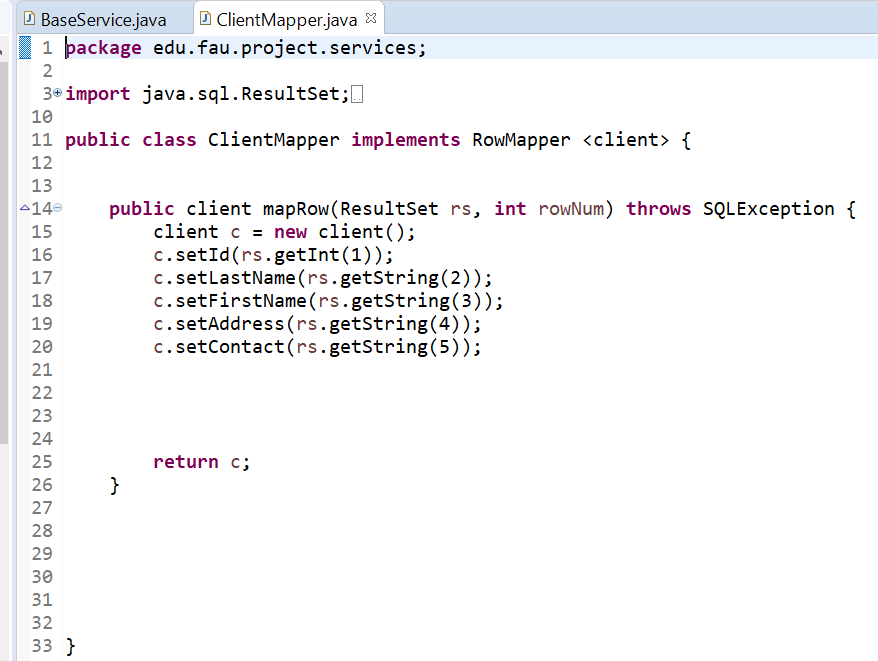 BaseService.java ClientMapper.java
1 package edu.fau.project.services;
2
3 import java.sql.ResultSet;
10
11 public class ClientMapper implements RowMapper <client> {
12
13
14 public client mapRow(ResultSet rs, int rowNum) throws SQLException {
15 client c = new client();
16 c.setId(rs.getInt(1));
17 c.setLastName(rs.getString(2));
18 c.setFirstName(rs.getString(3));
19 c.setAddress(rs.getString(4));
20 c.setContact(rs.getString(5));
21
22
23
24
25 return c;
26 }
27
28
29
30
31
32
33 }